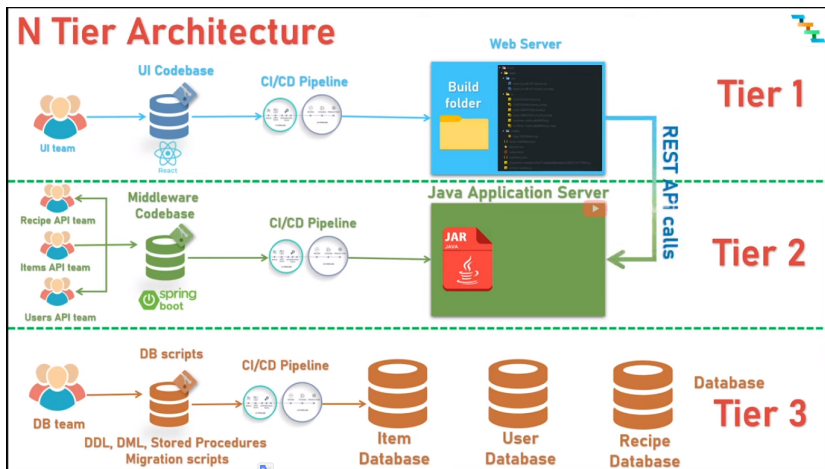 N Tier Architecture
Web Server
UI Codebase
CI/CD Pipeline
Build
folder
Tier 1
UI team
React
REST APi calls
Recipe API team
Middleware
Codebase
CI/CD Pipeline
Java Application Server
JAR
JAVA
Items API team
Tier 2
spring
boot
Users API team
DB scripts
CI/CD Pipeline
Database
Tier 3
DB team
DDL, DML, Stored Procedures
Migration scripts
Item
Database
User
Database
Recipe
Database